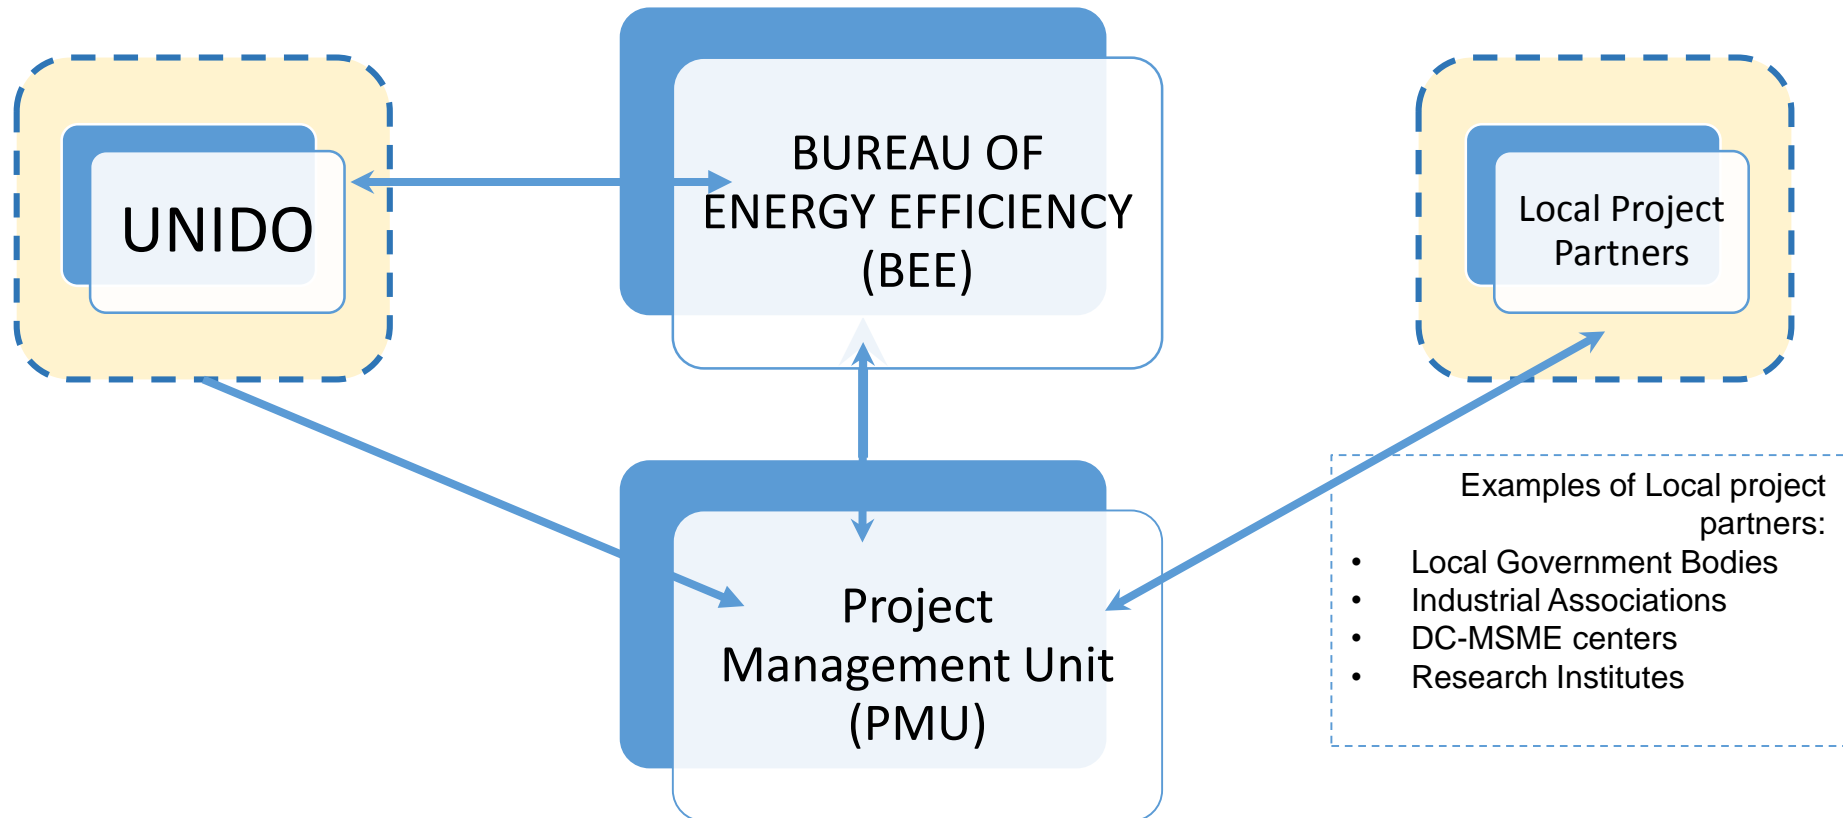 UNIDO
BUREAU OF
ENERGY EFFICIENCY
(BEE)
Local Project
Partners
Project
Management Unit
(PMU)
Examples of Local project
partners:
• Local Government Bodies
• Industrial Associations
• DC-MSME centers
• Research Institutes